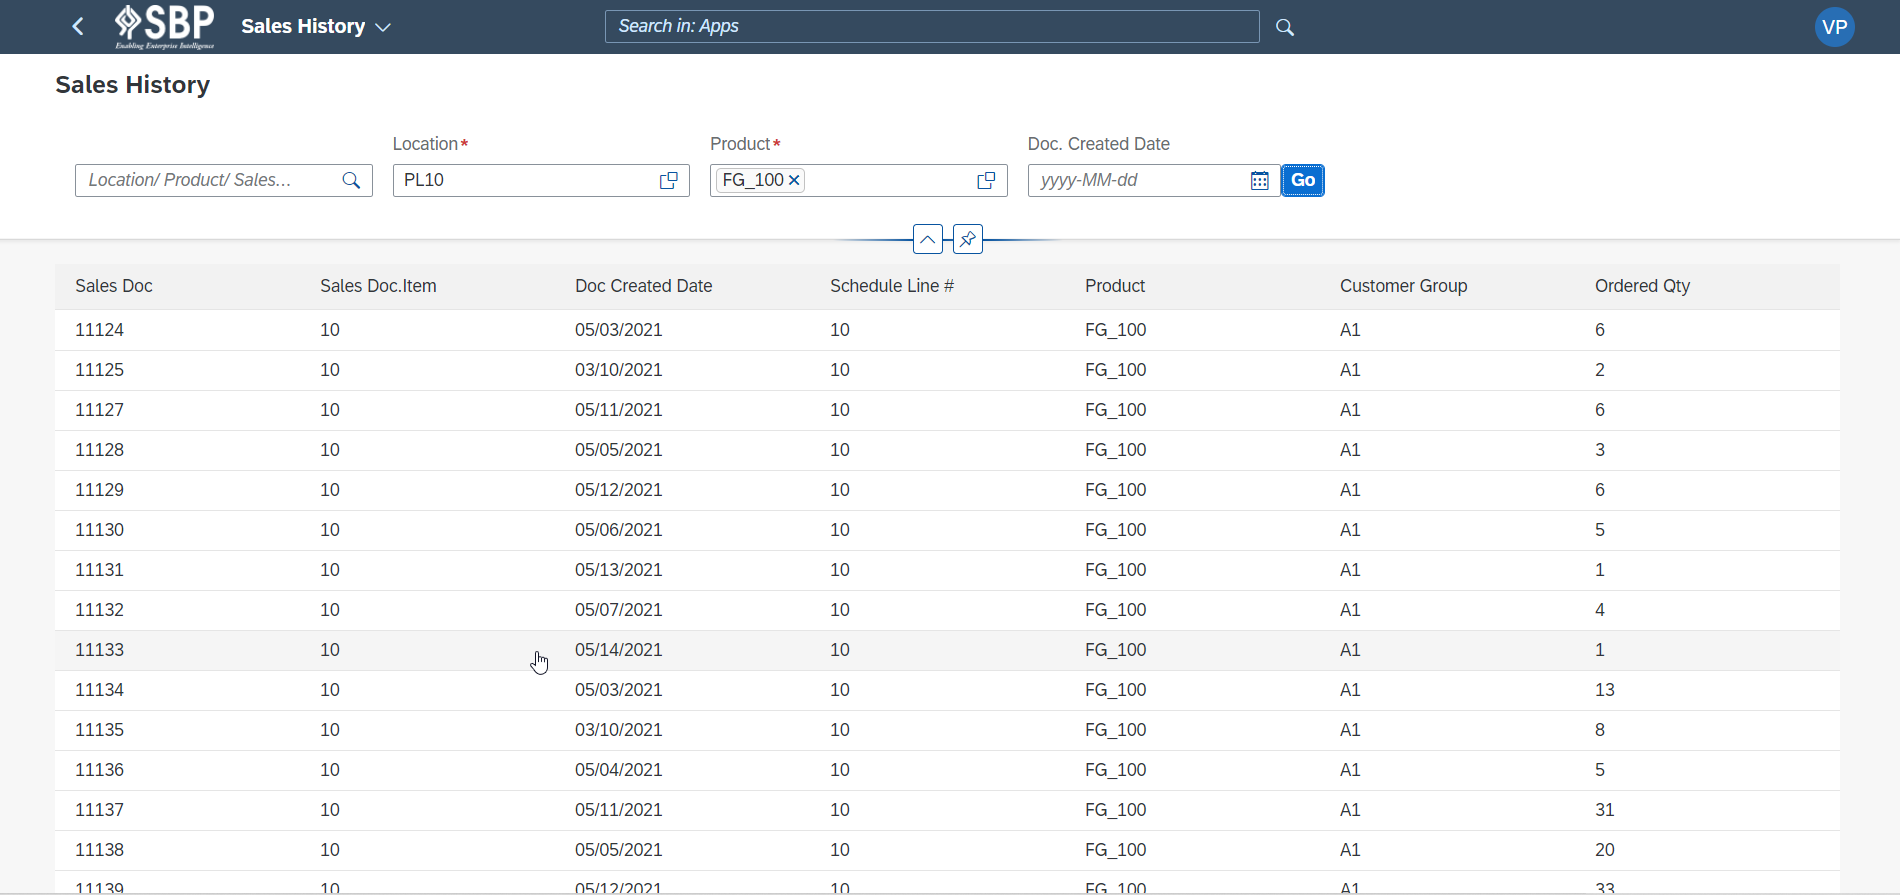 SBP
Enabling Enterprise Intelligence
Sales History
Search in: Apps
VP
Sales History
Location* Product* Doc. Created Date
Location/ Product/ Sales... PL10 FG_100 yyyy-MM-dd Go
Sales Doc Sales Doc.Item Doc Created Date Schedule Line # Product Customer Group Ordered Qty
11124 10 05/03/2021 10 FG_100 A1 6
11125 10 03/10/2021 10 FG_100 A1 2
11127 10 05/11/2021 10 FG_100 A1 6
11128 10 05/05/2021 10 FG_100 A1 3
11129 10 05/12/2021 10 FG_100 A1 6
11130 10 05/06/2021 10 FG_100 A1 5
11131 10 05/13/2021 10 FG_100 A1 1
11132 10 05/07/2021 10 FG_100 A1 4
11133 10 05/14/2021 10 FG_100 A1 1
11134 10 05/03/2021 10 FG_100 A1 13
11135 10 03/10/2021 10 FG_100 A1 8
11136 10 05/04/2021 10 FG_100 A1 5
11137 10 05/11/2021 10 FG_100 A1 31
11138 10 05/05/2021 10 FG_100 A1 20
11139 10 05/12/2021 10 FG_100 A1 33